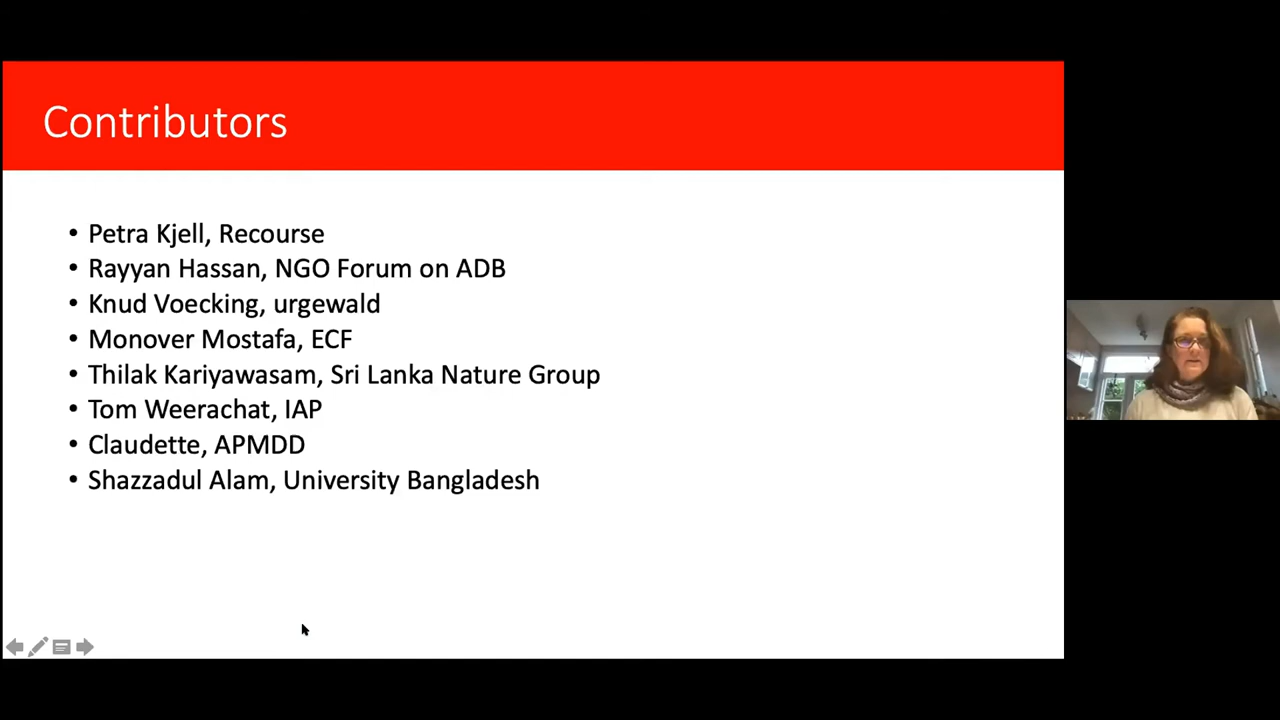 Contributors
• Petra Kjell, Recourse
• Rayyan Hassan, NGO Forum on ADB
• Knud Voecking, urgewald
• Monover Mostafa, ECF
• Thilak Kariyawasam, Sri Lanka Nature Group
• Tom Weerachat, IAP
• Claudette, APMDD
• Shazzadul Alam, University Bangladesh